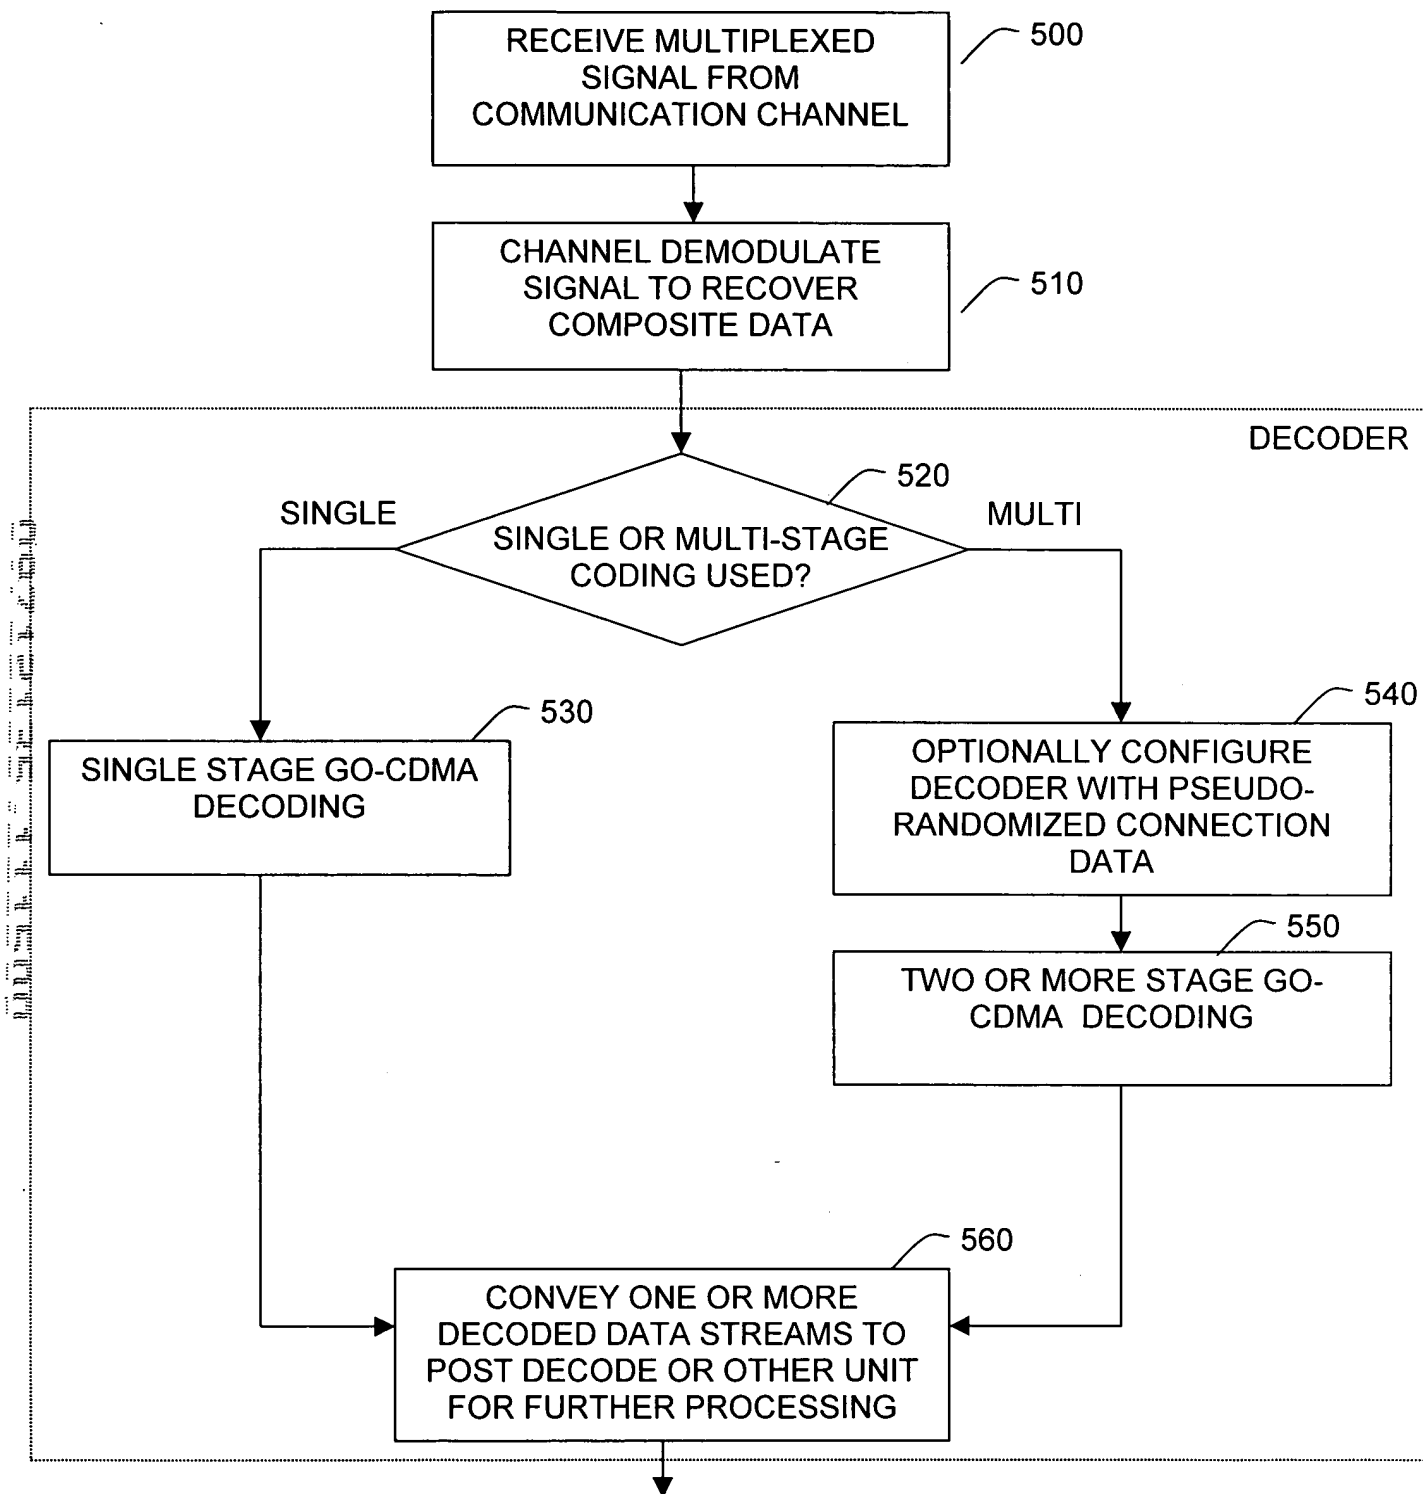 RECEIVE MULTIPLEXED
SIGNAL FROM
COMMUNICATION CHANNEL
500
CHANNEL DEMODULATE
SIGNAL TO RECOVER
COMPOSITE DATA
510
DECODER
520
SINGLE
MULTI
SINGLE OR MULTI-STAGE
CODING USED?
530
SINGLE STAGE GO-CDMA
DECODING
540
OPTIONALLY CONFIGURE
DECODER WITH PSEUDO-
RANDOMIZED CONNECTION
DATA
550
TWO OR MORE STAGE GO-
CDMA DECODING
560
CONVEY ONE OR MORE
DECODED DATA STREAMS TO
POST DECODE OR OTHER UNIT
FOR FURTHER PROCESSING